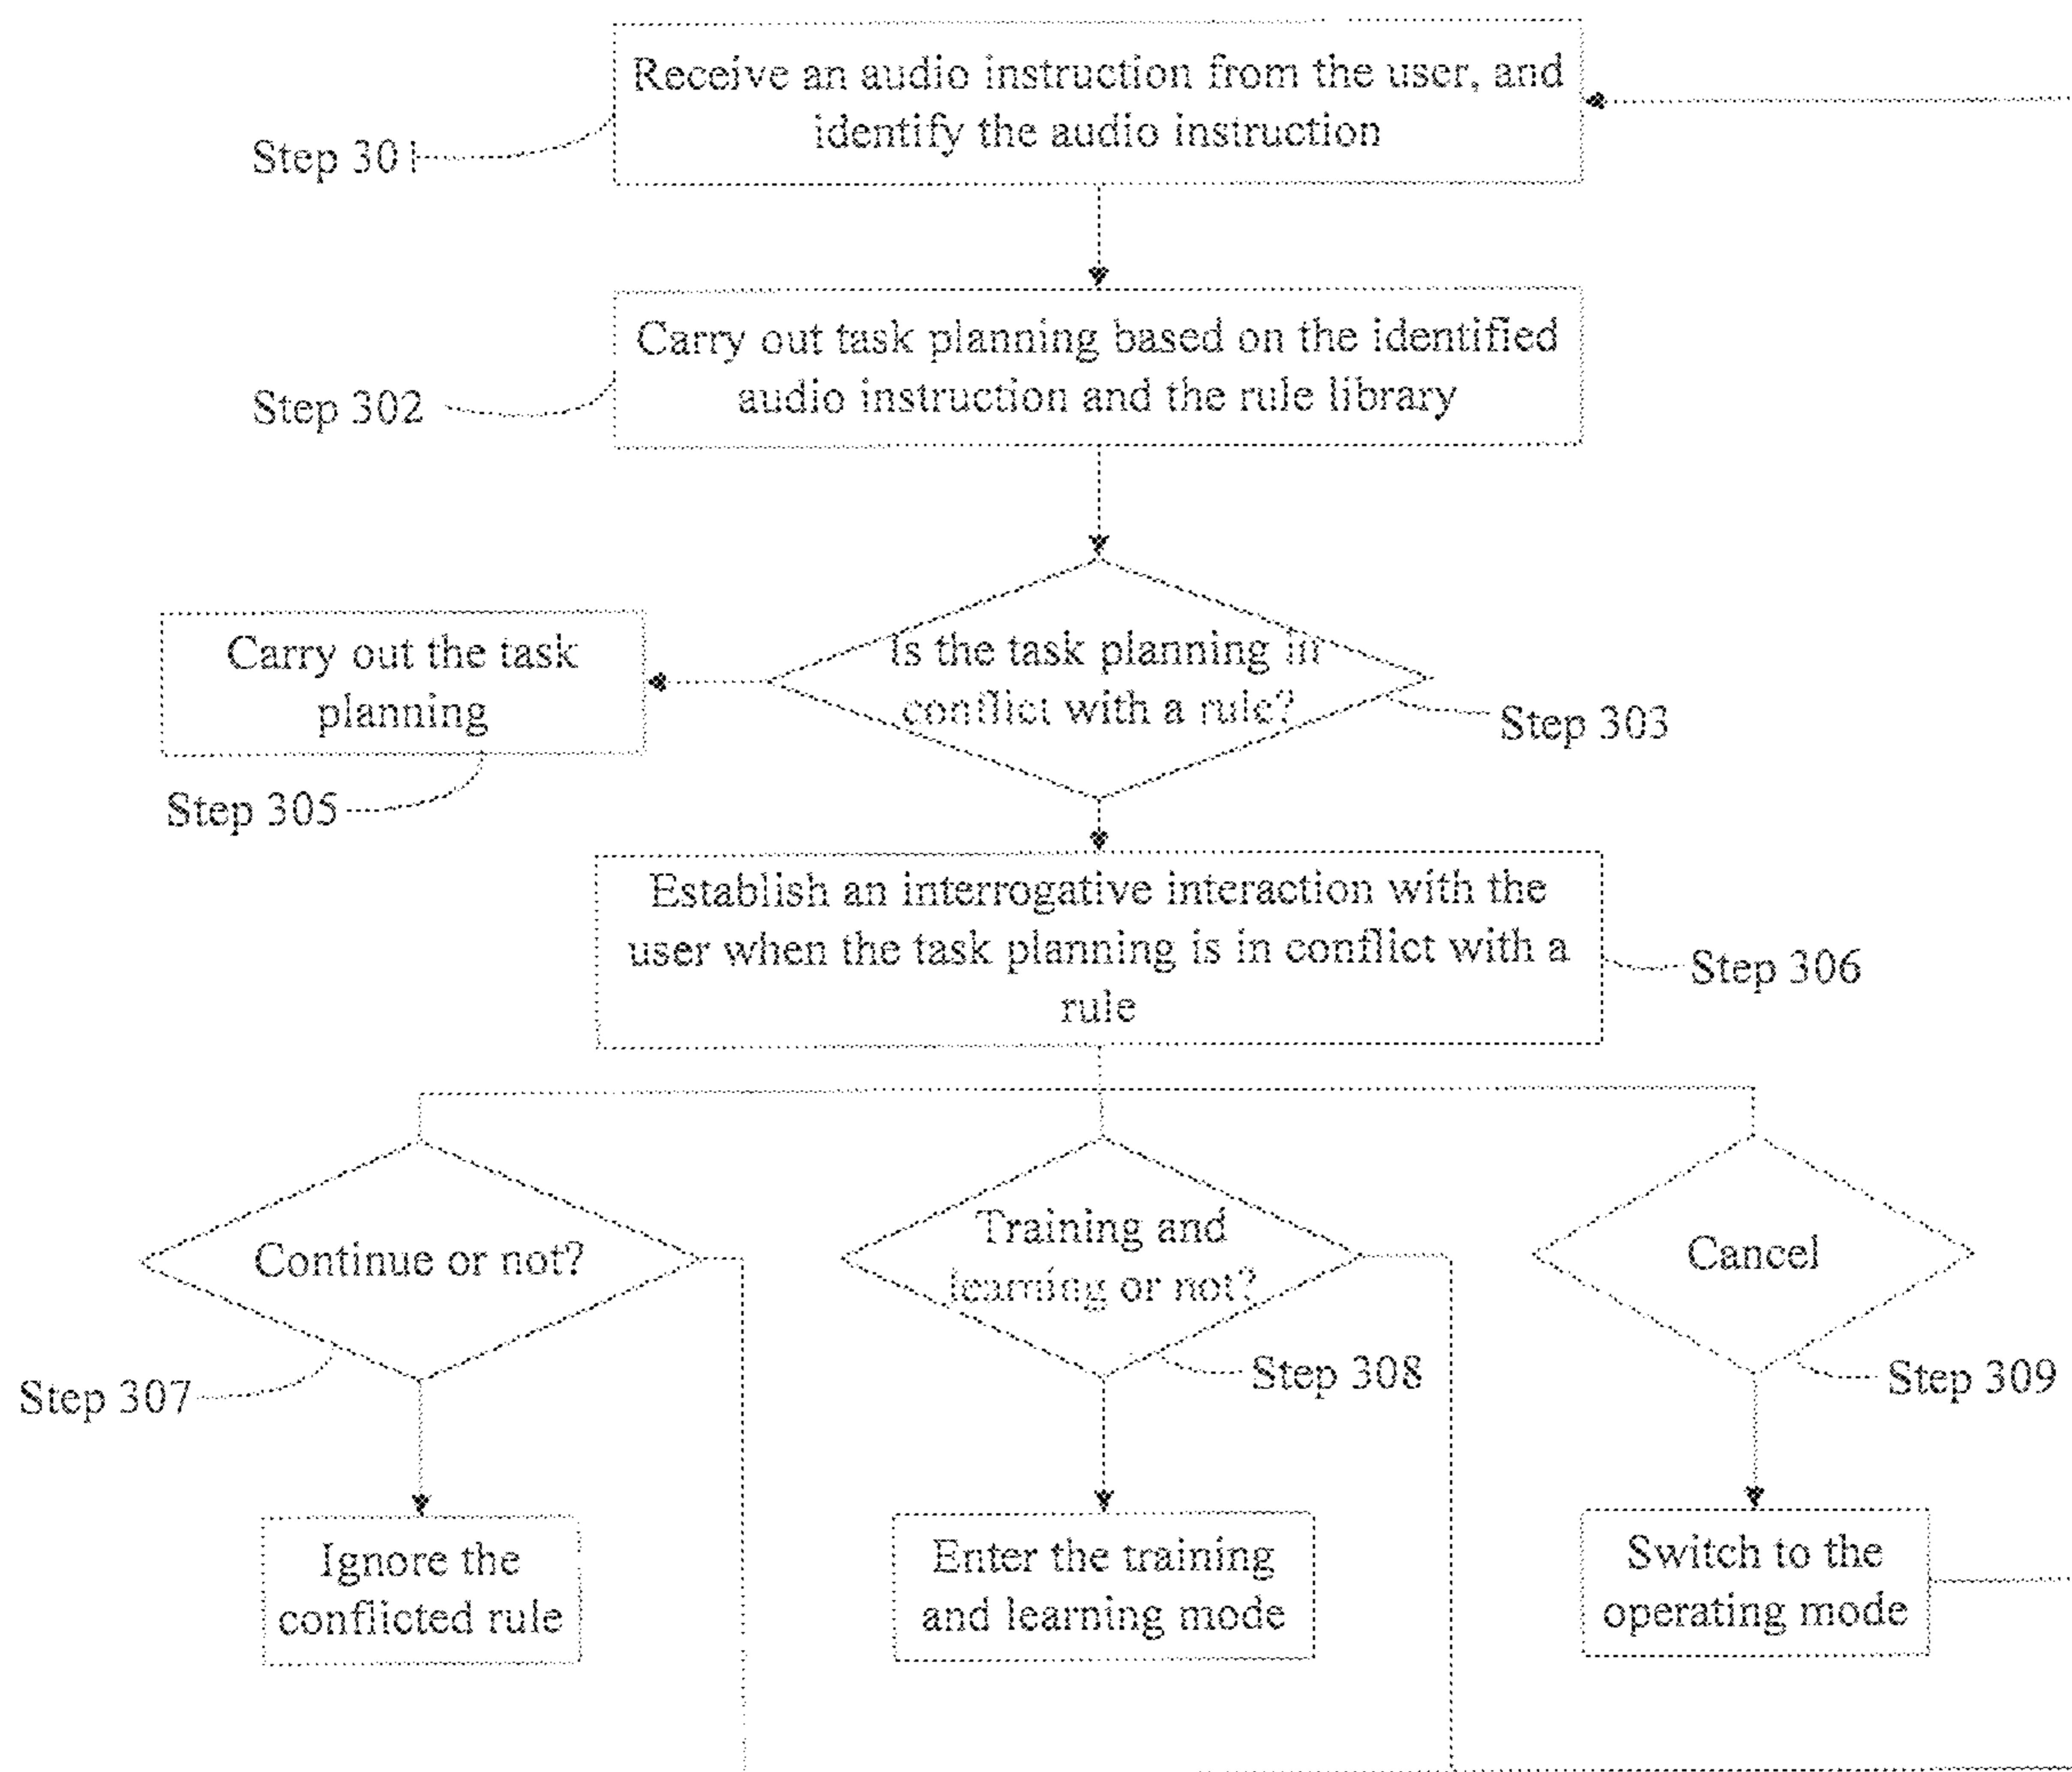 Receive an audio instruction from the user, and
identify the audio instruction
Step 301
Carry out task planning based on the identified
audio instruction and the rule library
Step 302
Is the task planning in
conflict with a rule?
Step 303
Carry out the task
planning
Step 305
Establish an interrogative interaction with the
user when the task planning is in conflict with a
rule
Step 306
Continue or not?
Step 307
Training and
learning or not?
Step 308
Cancel
Step 309
Ignore the
conflicted rule
Enter the training
and learning mode
Switch to the
operating mode